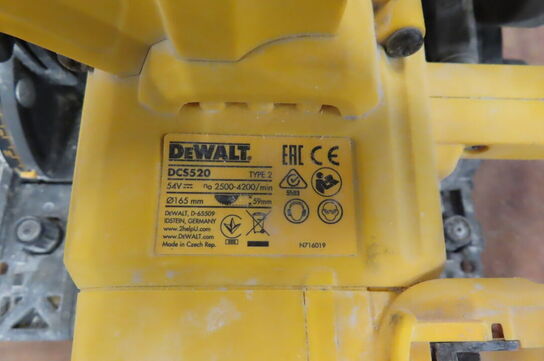 DEWALT
EAC CE
DCS520 TYPE 2
54V n₀ 2500-4200/min
Ø165 mm 59mm
DeWALT, D-65509
IDSTEIN, GERMANY
www.2helpU.com
www.DeWALT.com
Made in Czech Rep. N716019